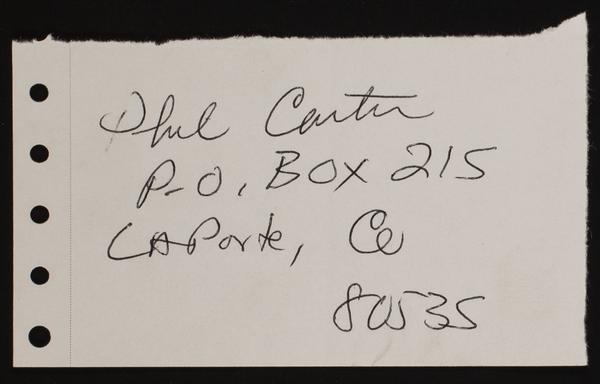 Phil Carter
P.O. BOX 215
LAPorte, Co
80535